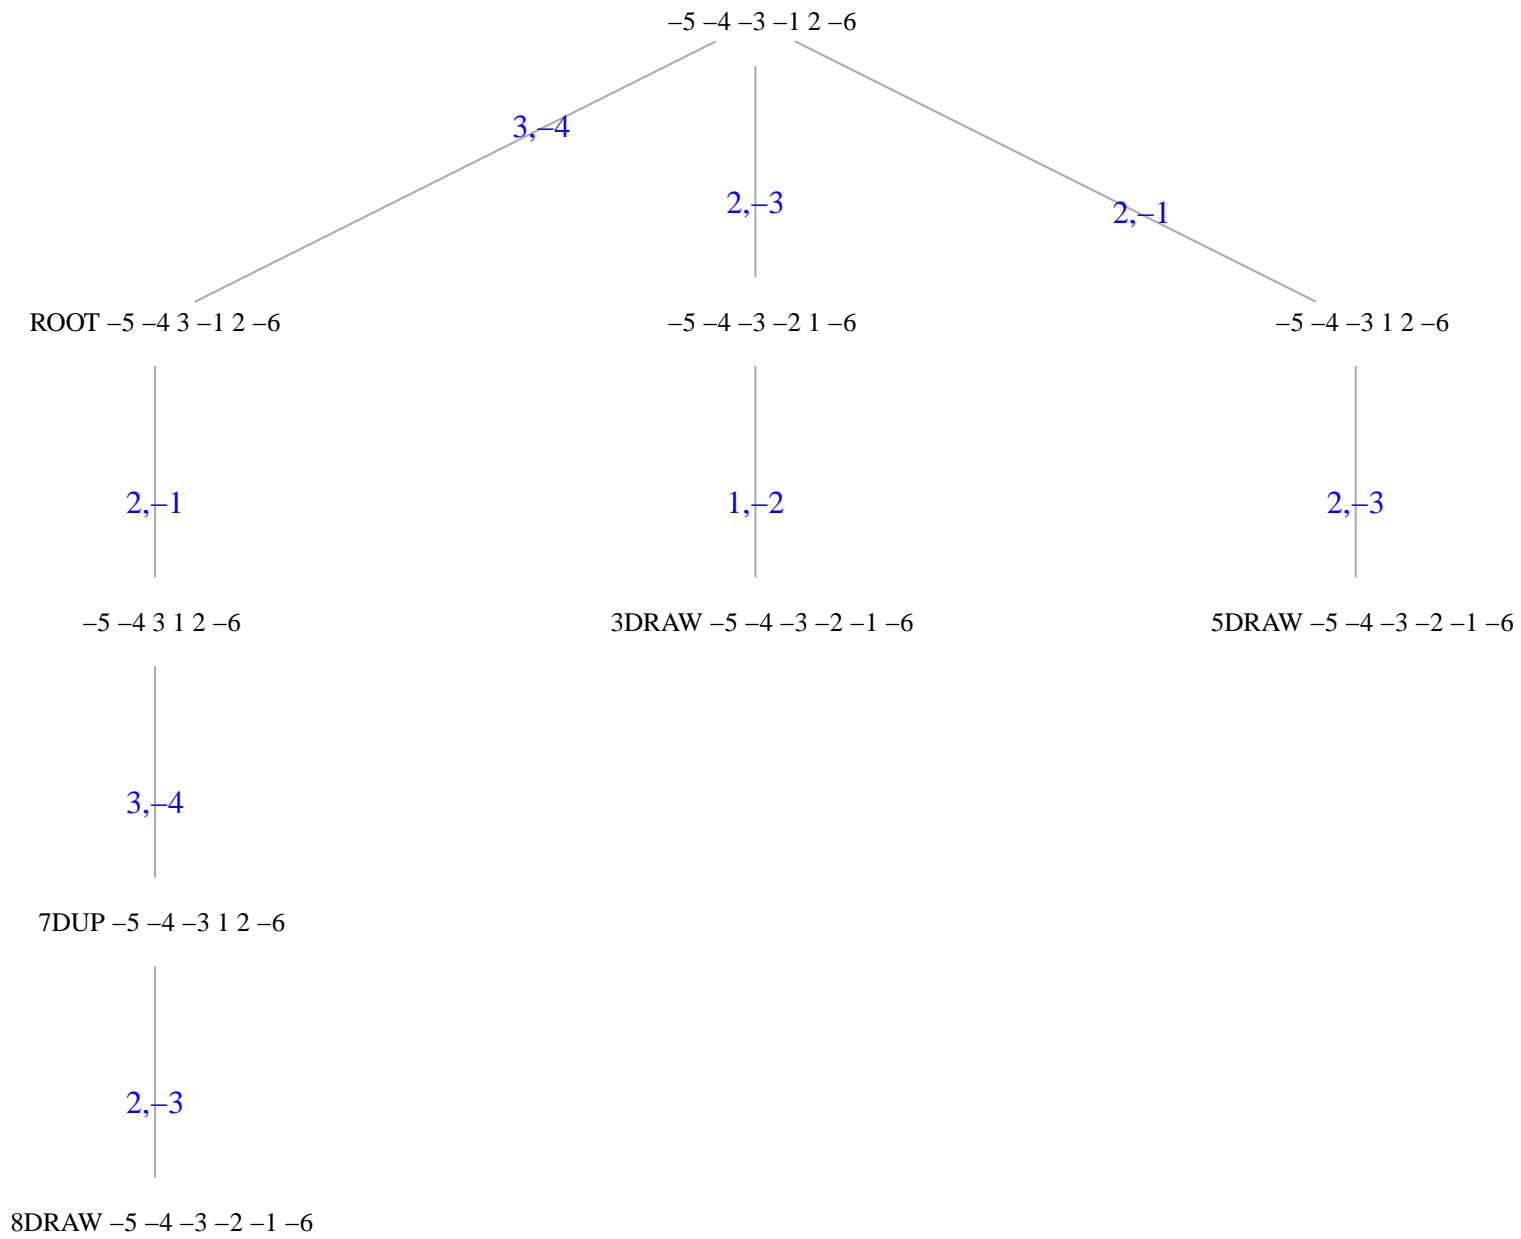 –5 –4 –3 –1 2 –6
3,–4
2,–3
2,–1
ROOT –5 –4 3 –1 2 –6
–5 –4 –3 –2 1 –6
–5 –4 –3 1 2 –6
2,–1
1,–2
2,–3
–5 –4 3 1 2 –6
3DRAW –5 –4 –3 –2 –1 –6
5DRAW –5 –4 –3 –2 –1 –6
3,–4
7DUP –5 –4 –3 1 2 –6
2,–3
8DRAW –5 –4 –3 –2 –1 –6